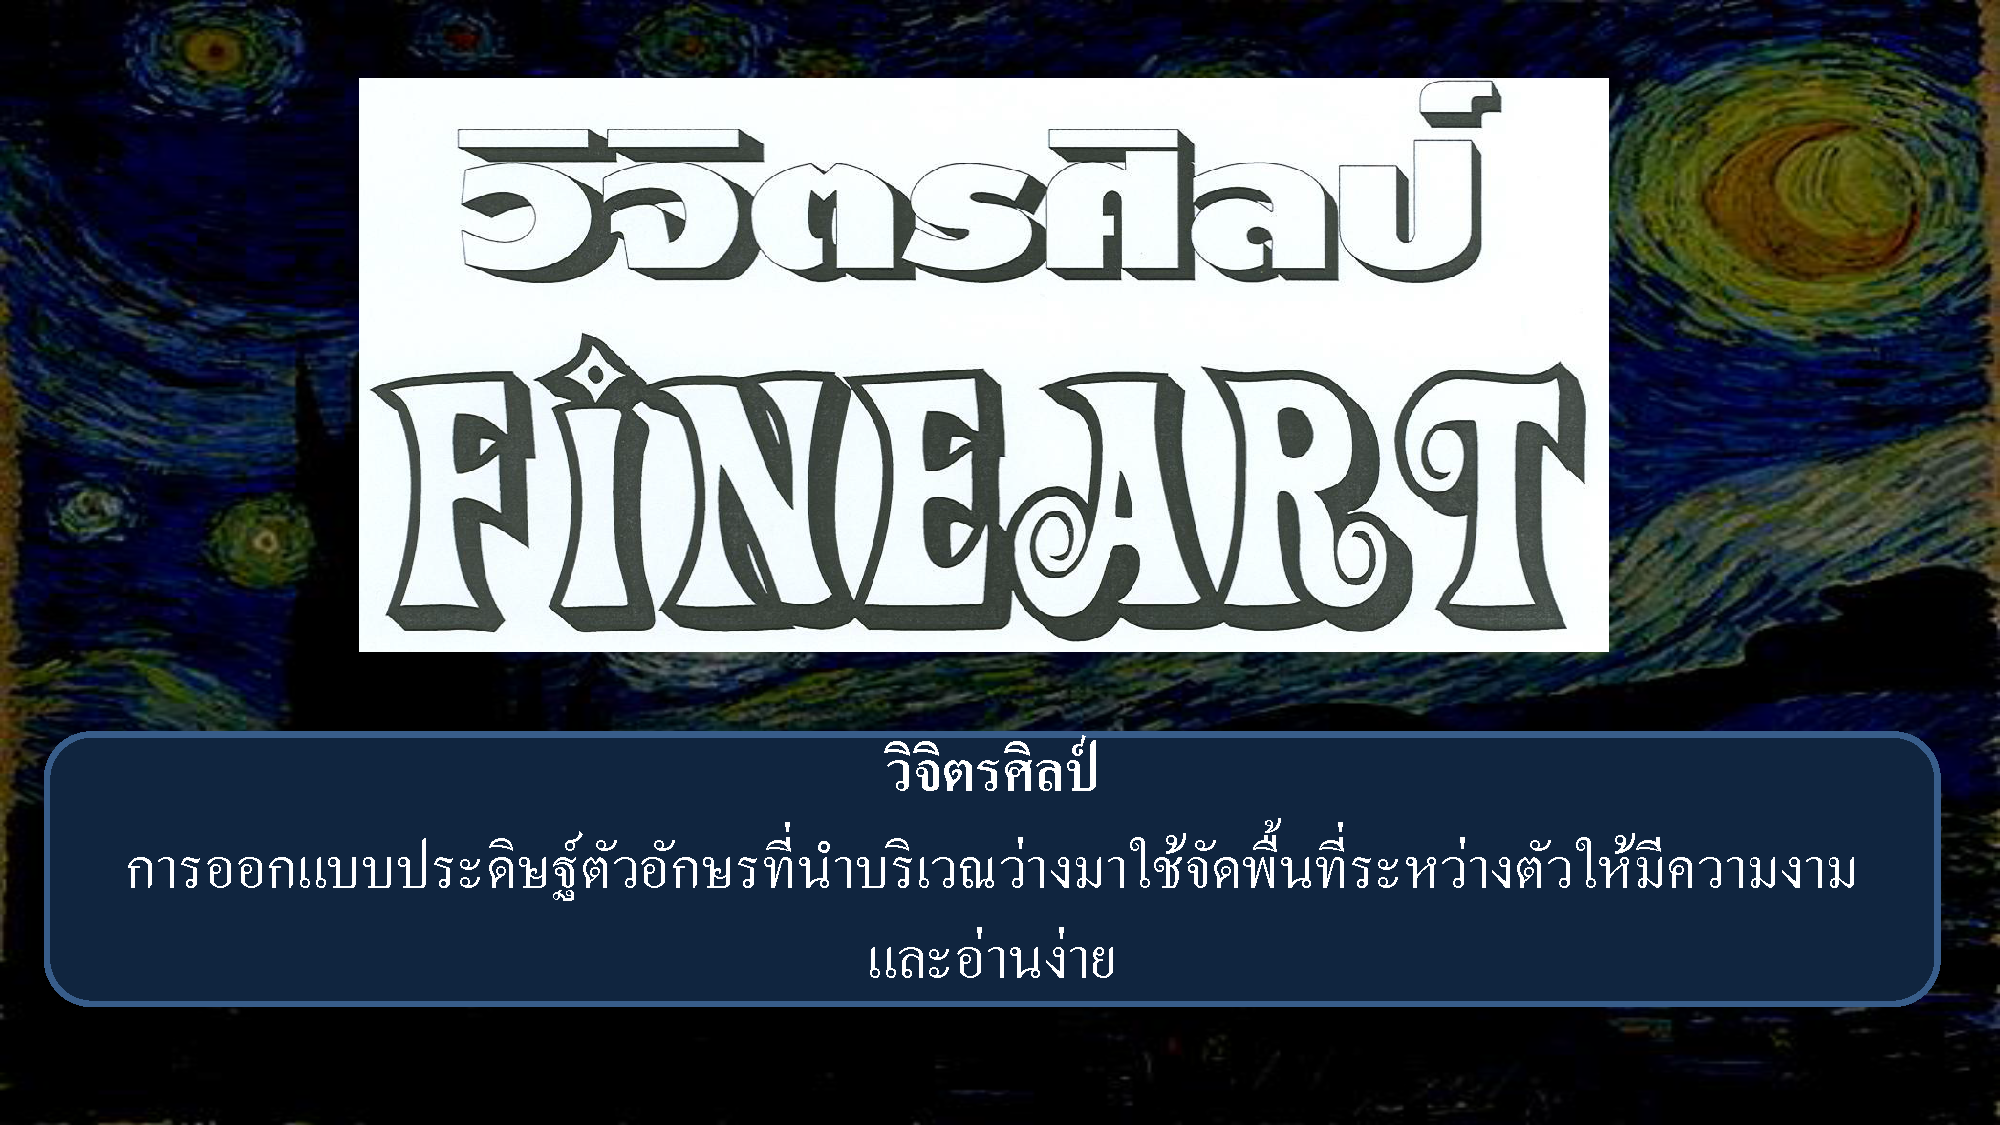 วิจิตรศิลป์
FiNE ART
วิจิตรศิลป์
การออกแบบประดิษฐ์ตัวอักษรที่นำบริเวณว่างมาใช้จัดพื้นที่ระหว่างตัวให้มีความงาม
และอ่านง่าย